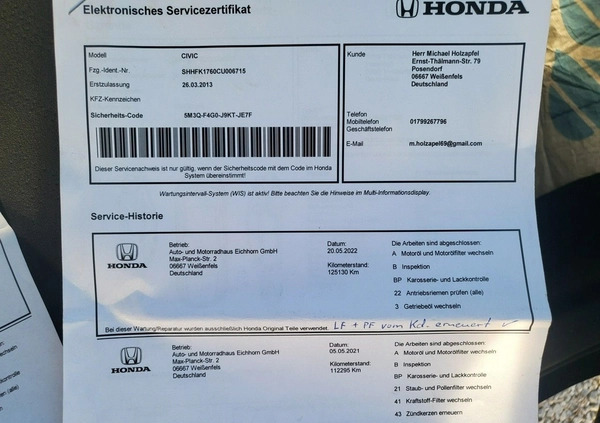 Elektronisches Servicezertifikat
HONDA
Modell CIVIC
Fzg.-Ident.-Nr. SHHFK1760CU006715
Erstzulassung 26.03.2013
KFZ-Kennzeichen
Sicherheits-Code 5M3Q-F4G0-J9KT-JE7F
Dieser Servicenachweis ist nur gültig, wenn der Sicherheitscode mit dem Code im Honda
System übereinstimmt!
Kunde Herr Michael Holzapfel
Ernst-Thälmann-Str. 79
Posendorf
06667 Weißenfels
Deutschland
Telefon
Mobiltelefon 01799267796
Geschäftstelefon
E-Mail m.holzapel69@gmail.com
Wartungsintervall-System (WIS) ist aktiv! Bitte beachten Sie die Hinweise im Multi-Informationsdisplay.
Service-Historie
HONDA
Betrieb:
Auto- und Motorradhaus Eichhorn GmbH
Max-Planck-Str. 2
06667 Weißenfels
Deutschland
Datum:
20.05.2022
Kilometerstand:
125130 Km
Die Arbeiten sind abgeschlossen:
A Motoröl und Motorölfilter wechseln
B Inspektion
BP Karosserie- und Lackkontrolle
22 Antriebsriemen prüfen (alle)
3 Getriebeöl wechseln
Bei dieser Wartung/Reparatur wurden ausschließlich Honda Original Teile verwendet. LF + PF vom Kd. erneuert
HONDA
Betrieb:
Auto- und Motorradhaus Eichhorn GmbH
Max-Planck-Str. 2
06667 Weißenfels
Deutschland
Datum:
05.05.2021
Kilometerstand:
112295 Km
Die Arbeiten sind abgeschlossen:
A Motoröl und Motorölfilter wechseln
B Inspektion
BP Karosserie- und Lackkontrolle
21 Staub- und Pollenfilter wechseln
41 Kraftstoff-Filter wechseln
43 Zündkerzen erneuern